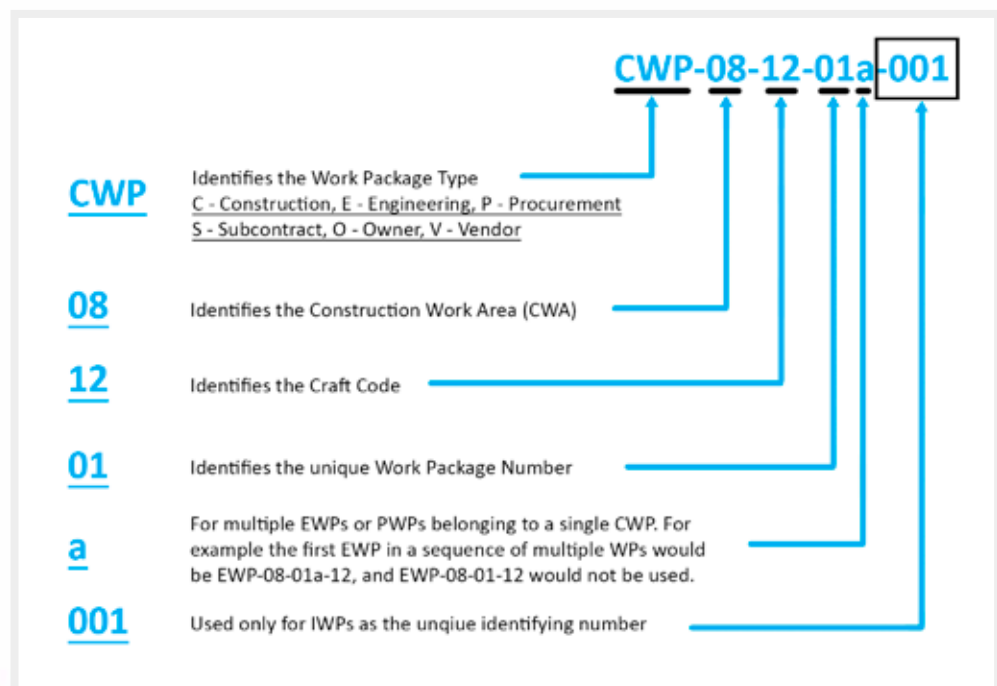 CWP-08-12-01a-001
CWP
Identifies the Work Package Type
C - Construction, E - Engineering, P - Procurement
S - Subcontract, O - Owner, V - Vendor
08
Identifies the Construction Work Area (CWA)
12
Identifies the Craft Code
01
Identifies the unique Work Package Number
a
For multiple EWPs or PWPs belonging to a single CWP. For
example the first EWP in a sequence of multiple WPs would
be EWP-08-01a-12, and EWP-08-01-12 would not be used.
001
Used only for IWPs as the unqiue identifying number